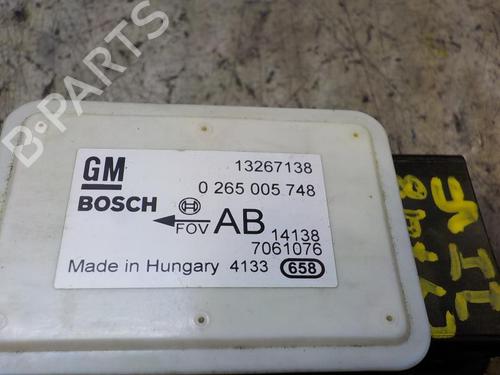 B-PARTS
GM
13267138
BOSCH
0 265 005 748
FOV
AB
14138
7061076
Made in Hungary 4133 658